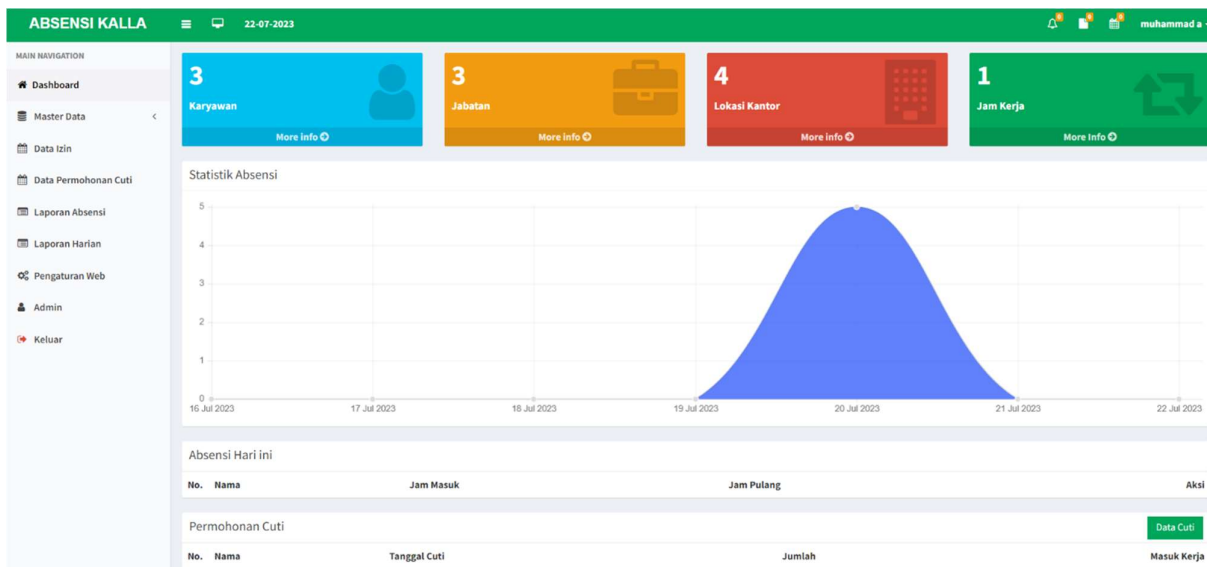 ABSENSI KALLA
22-07-2023
0 0 0 muhammad a
MAIN NAVIGATION
Dashboard
Master Data
Data Izin
Data Permohonan Cuti
Laporan Absensi
Laporan Harian
Pengaturan Web
Admin
Keluar
3
Karyawan
More info
3
Jabatan
More info
4
Lokasi Kantor
More info
1
Jam Kerja
More Info
Statistik Absensi
5
4
3
2
1
0
16 Jul 2023 17 Jul 2023 18 Jul 2023 19 Jul 2023 20 Jul 2023 21 Jul 2023 22 Jul 2023
Absensi Hari ini
No. Nama Jam Masuk Jam Pulang Aksi
Permohonan Cuti Data Cuti
No. Nama Tanggal Cuti Jumlah Masuk Kerja